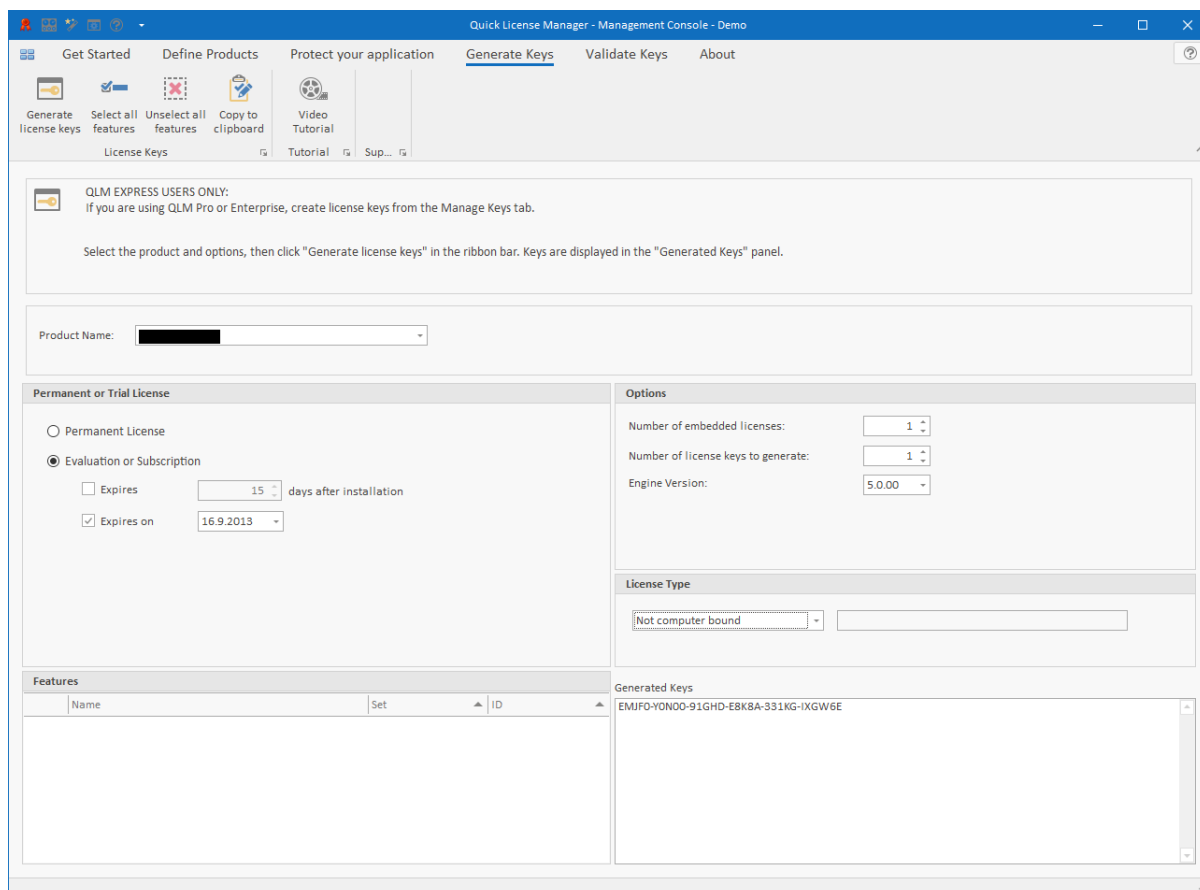 Quick License Manager - Management Console - Demo
Get Started Define Products Protect your application Generate Keys Validate Keys About
Generate license keys
Select all features
Unselect all features
Copy to clipboard
Video Tutorial
License Keys Tutorial Sup...
QLM EXPRESS USERS ONLY:
If you are using QLM Pro or Enterprise, create license keys from the Manage Keys tab.
Select the product and options, then click "Generate license keys" in the ribbon bar. Keys are displayed in the "Generated Keys" panel.
Product Name:
Permanent or Trial License
Permanent License
Evaluation or Subscription
Expires 15 days after installation
Expires on 16.9.2013
Options
Number of embedded licenses: 1
Number of license keys to generate: 1
Engine Version: 5.0.00
License Type
Not computer bound
Features
Name Set ID
Generated Keys
EMJF0-Y0N00-91GHD-E8K8A-331KG-IXGW6E